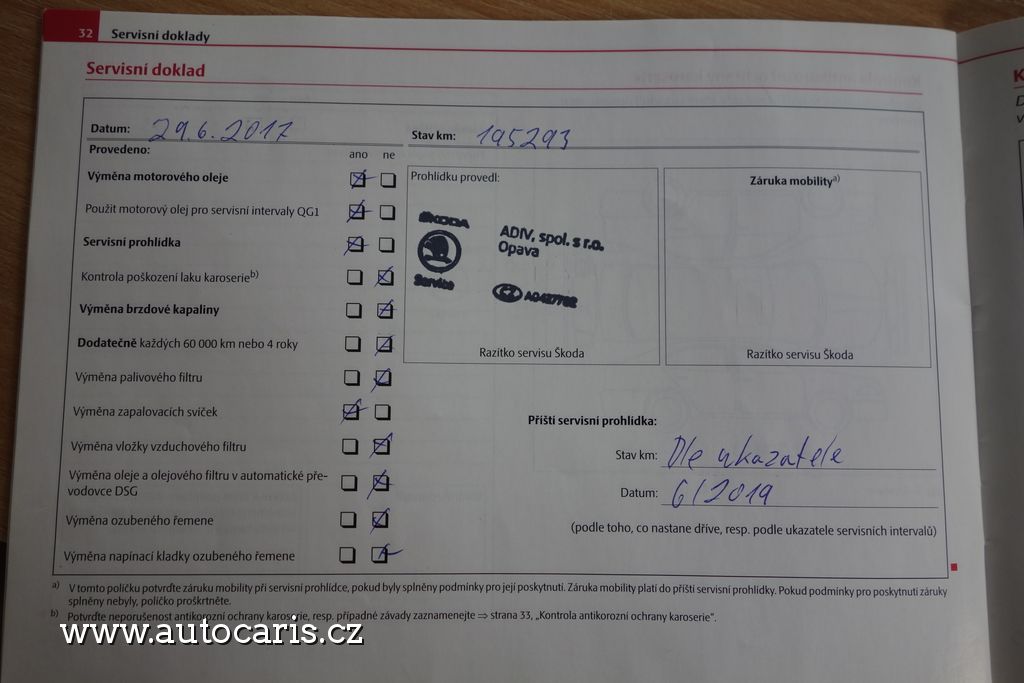 32 Servisní doklady
Servisní doklad
Datum: 29.6.2017 Stav km: 195293
Provedeno: ano ne
Výměna motorového oleje
Použit motorový olej pro servisní intervaly QG1
Servisní prohlídka
Kontrola poškození laku karoserie b)
Výměna brzdové kapaliny
Dodatečně každých 60 000 km nebo 4 roky
Výměna palivového filtru
Výměna zapalovacích svíček
Výměna vložky vzduchového filtru
Výměna oleje a olejového filtru v automatické pře-
vodovce DSG
Výměna ozubeného řemene
Výměna napínací kladky ozubeného řemene
Prohlídku provedl:
ŠKODA
Service
ADIV, spol. s r.o.
Opava
CZ
Razítko servisu Škoda
Záruka mobility a)
Razítko servisu Škoda
Příští servisní prohlídka:
Stav km: Dle ukazatele
Datum: 6/2019
(podle toho, co nastane dříve, resp. podle ukazatele servisních intervalů)
a) V tomto políčku potvrďte záruku mobility při servisní prohlídce, pokud byly splněny podmínky pro její poskytnutí. Záruka mobility platí do příští servisní prohlídky. Pokud podmínky pro poskytnutí záruky
splněny nebyly, políčko proškrtněte.
b) Potvrďte neporušenost antikorozní ochrany karoserie, resp. případné závady zaznamenejte ⇒ strana 33, „Kontrola antikorozní ochrany karoserie“.
www.autocaris.cz